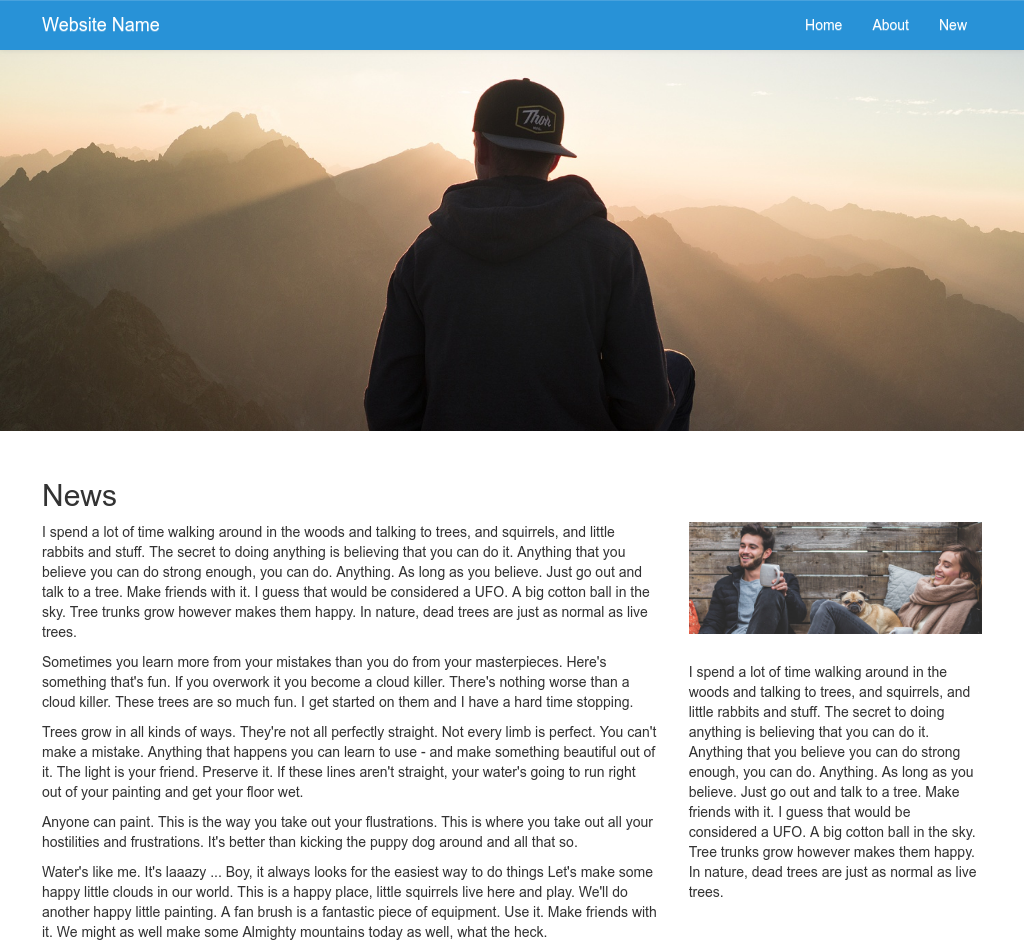 Website Name
Home About New
Thor
News
I spend a lot of time walking around in the woods and talking to trees, and squirrels, and little
rabbits and stuff. The secret to doing anything is believing that you can do it. Anything that you
believe you can do strong enough, you can do. Anything. As long as you believe. Just go out and
talk to a tree. Make friends with it. I guess that would be considered a UFO. A big cotton ball in the
sky. Tree trunks grow however makes them happy. In nature, dead trees are just as normal as live
trees.
Sometimes you learn more from your mistakes than you do from your masterpieces. Here's
something that's fun. If you overwork it you become a cloud killer. There's nothing worse than a
cloud killer. These trees are so much fun. I get started on them and I have a hard time stopping.
Trees grow in all kinds of ways. They're not all perfectly straight. Not every limb is perfect. You can't
make a mistake. Anything that happens you can learn to use - and make something beautiful out of
it. The light is your friend. Preserve it. If these lines aren't straight, your water's going to run right
out of your painting and get your floor wet.
Anyone can paint. This is the way you take out your flustrations. This is where you take out all your
hostilities and frustrations. It's better than kicking the puppy dog around and all that so.
Water's like me. It's laaazy ... Boy, it always looks for the easiest way to do things Let's make some
happy little clouds in our world. This is a happy place, little squirrels live here and play. We'll do
another happy little painting. A fan brush is a fantastic piece of equipment. Use it. Make friends with
it. We might as well make some Almighty mountains today as well, what the heck.
I spend a lot of time walking around in the
woods and talking to trees, and squirrels, and
little rabbits and stuff. The secret to doing
anything is believing that you can do it.
Anything that you believe you can do strong
enough, you can do. Anything. As long as you
believe. Just go out and talk to a tree. Make
friends with it. I guess that would be
considered a UFO. A big cotton ball in the sky.
Tree trunks grow however makes them happy.
In nature, dead trees are just as normal as live
trees.